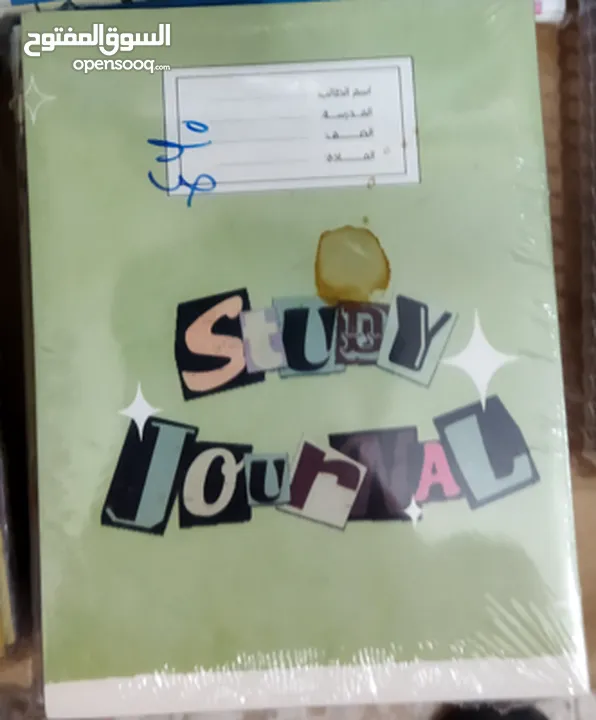 السوق المفتوح
opensooq.com
اسم الطالب
المدرسة
الصف
المادة
STUDY
JOURNAL